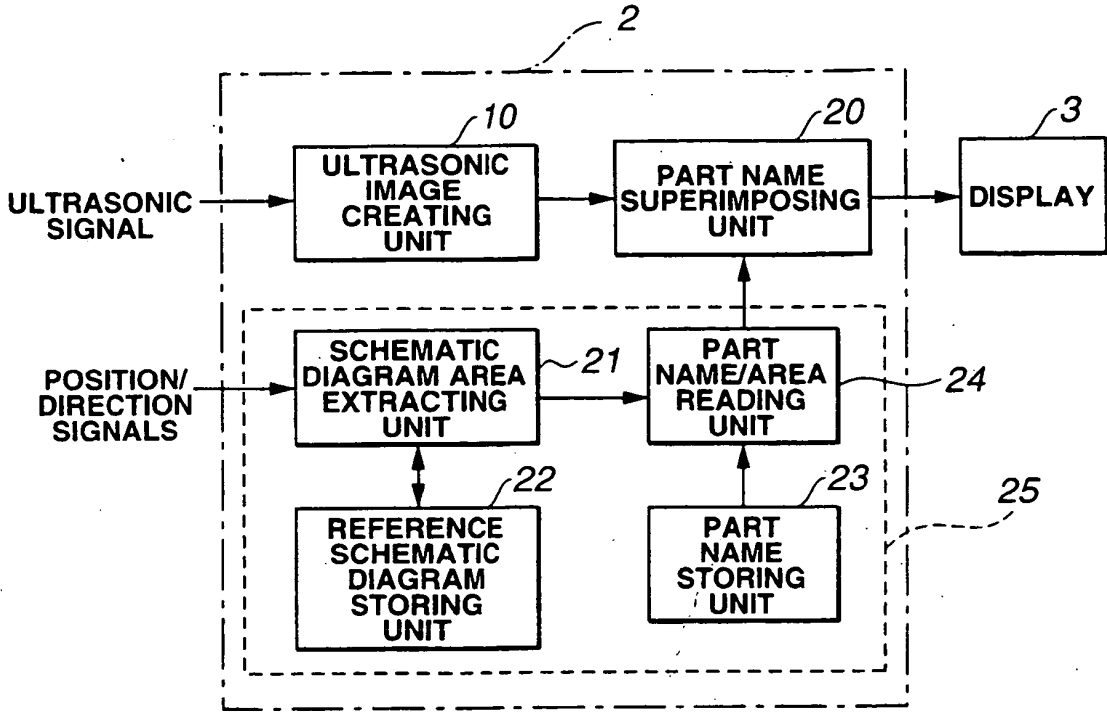 2
10
20
3
ULTRASONIC
SIGNAL
ULTRASONIC
IMAGE
CREATING
UNIT
PART NAME
SUPERIMPOSING
UNIT
DISPLAY
POSITION/
DIRECTION
SIGNALS
SCHEMATIC
DIAGRAM AREA
EXTRACTING
UNIT
21
PART
NAME/AREA
READING
UNIT
24
22
REFERENCE
SCHEMATIC
DIAGRAM
STORING
UNIT
23
PART
NAME
STORING
UNIT
25